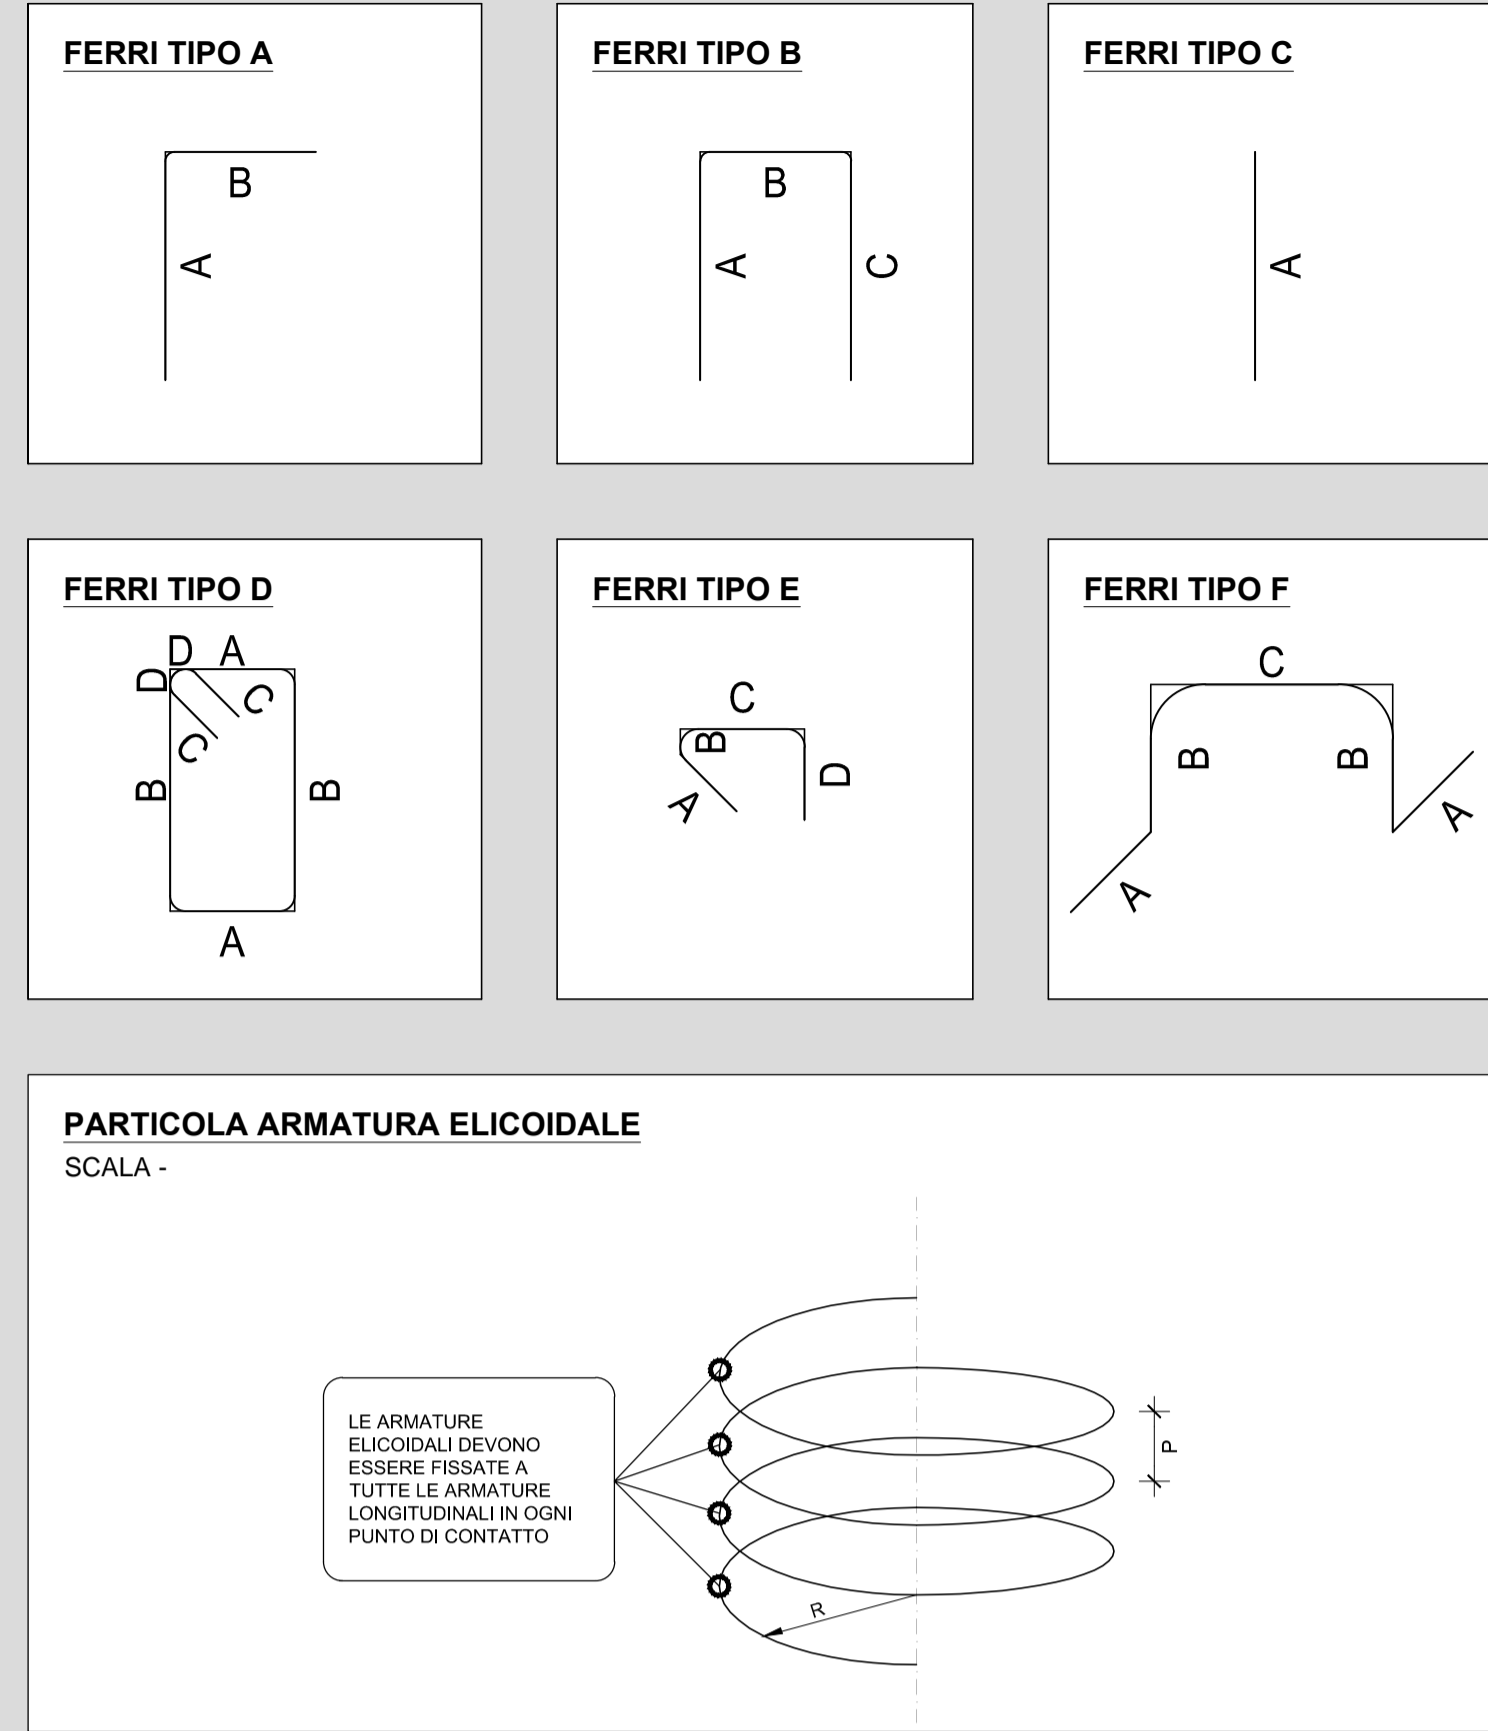 FERRI TIPO A
B
A
FERRI TIPO B
B
A
C
FERRI TIPO C
A
FERRI TIPO D
D A
D
C
C
B
B
A
FERRI TIPO E
C
B
D
A
FERRI TIPO F
C
B
B
A
A
PARTICOLA ARMATURA ELICOIDALE
SCALA -
LE ARMATURE
ELICOIDALI DEVONO
ESSERE FISSATE A
TUTTE LE ARMATURE
LONGITUDINALI IN OGNI
PUNTO DI CONTATTO
P
R